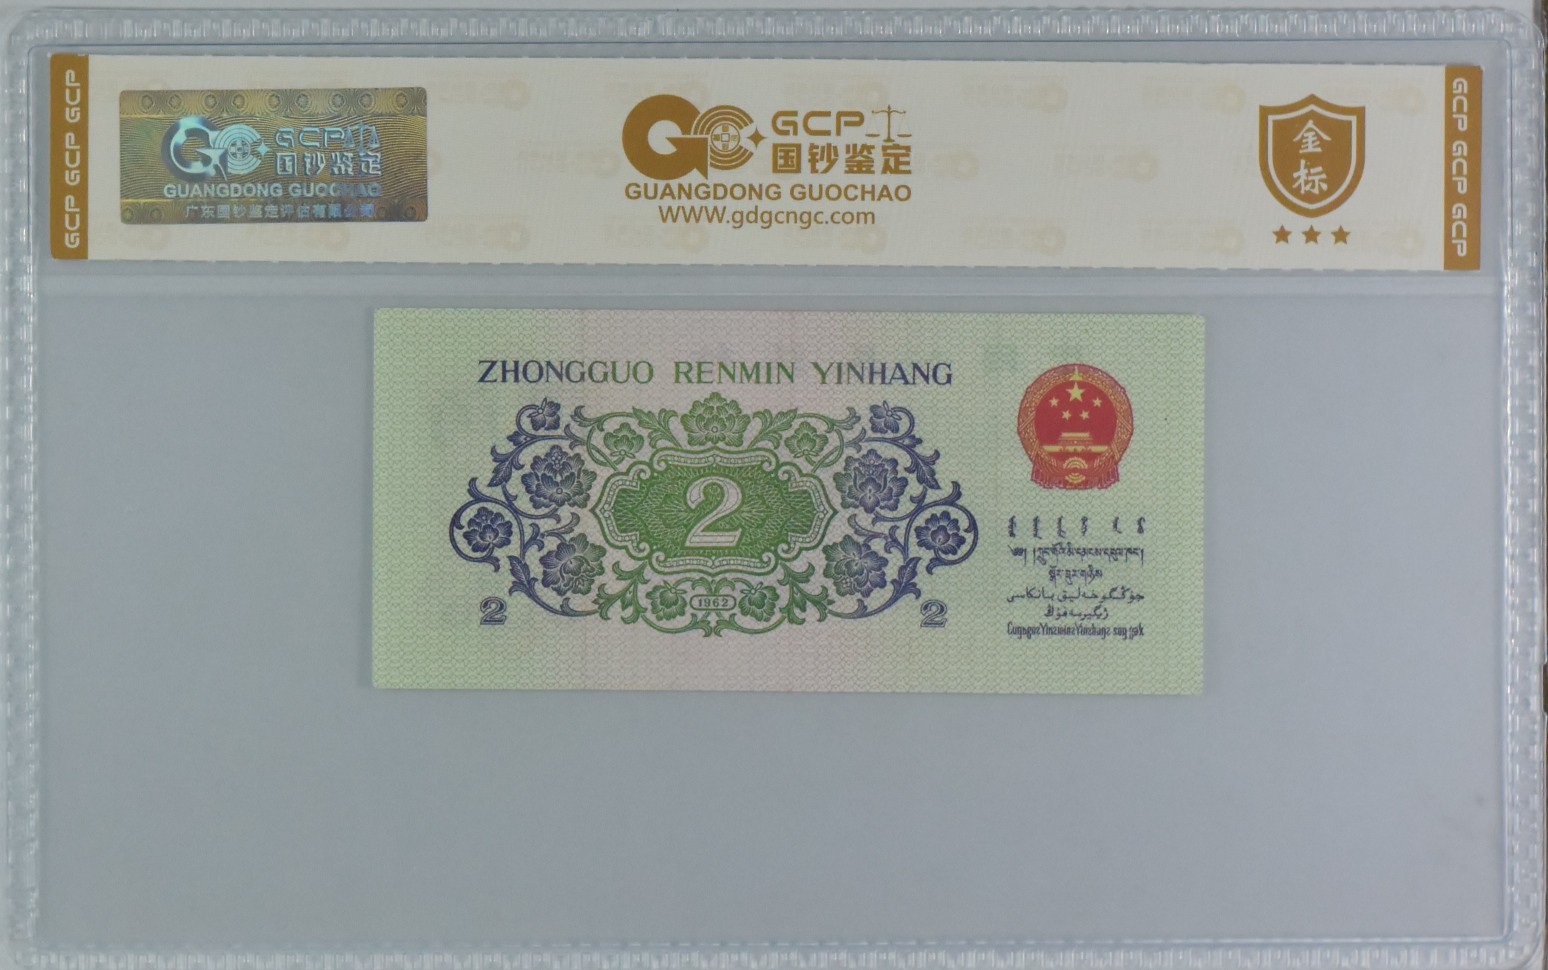 GCP GCP GCP
GCP
国钞鉴定
GUANGDONG GUOCHAO
广东国钞鉴定评估有限公司
GCP
国钞鉴定
GUANGDONG GUOCHAO
WWW.gdgcngc.com
金标
GCP GCP GCP
ZHONGGUO RENMIN YINHANG
2
1962
2
2